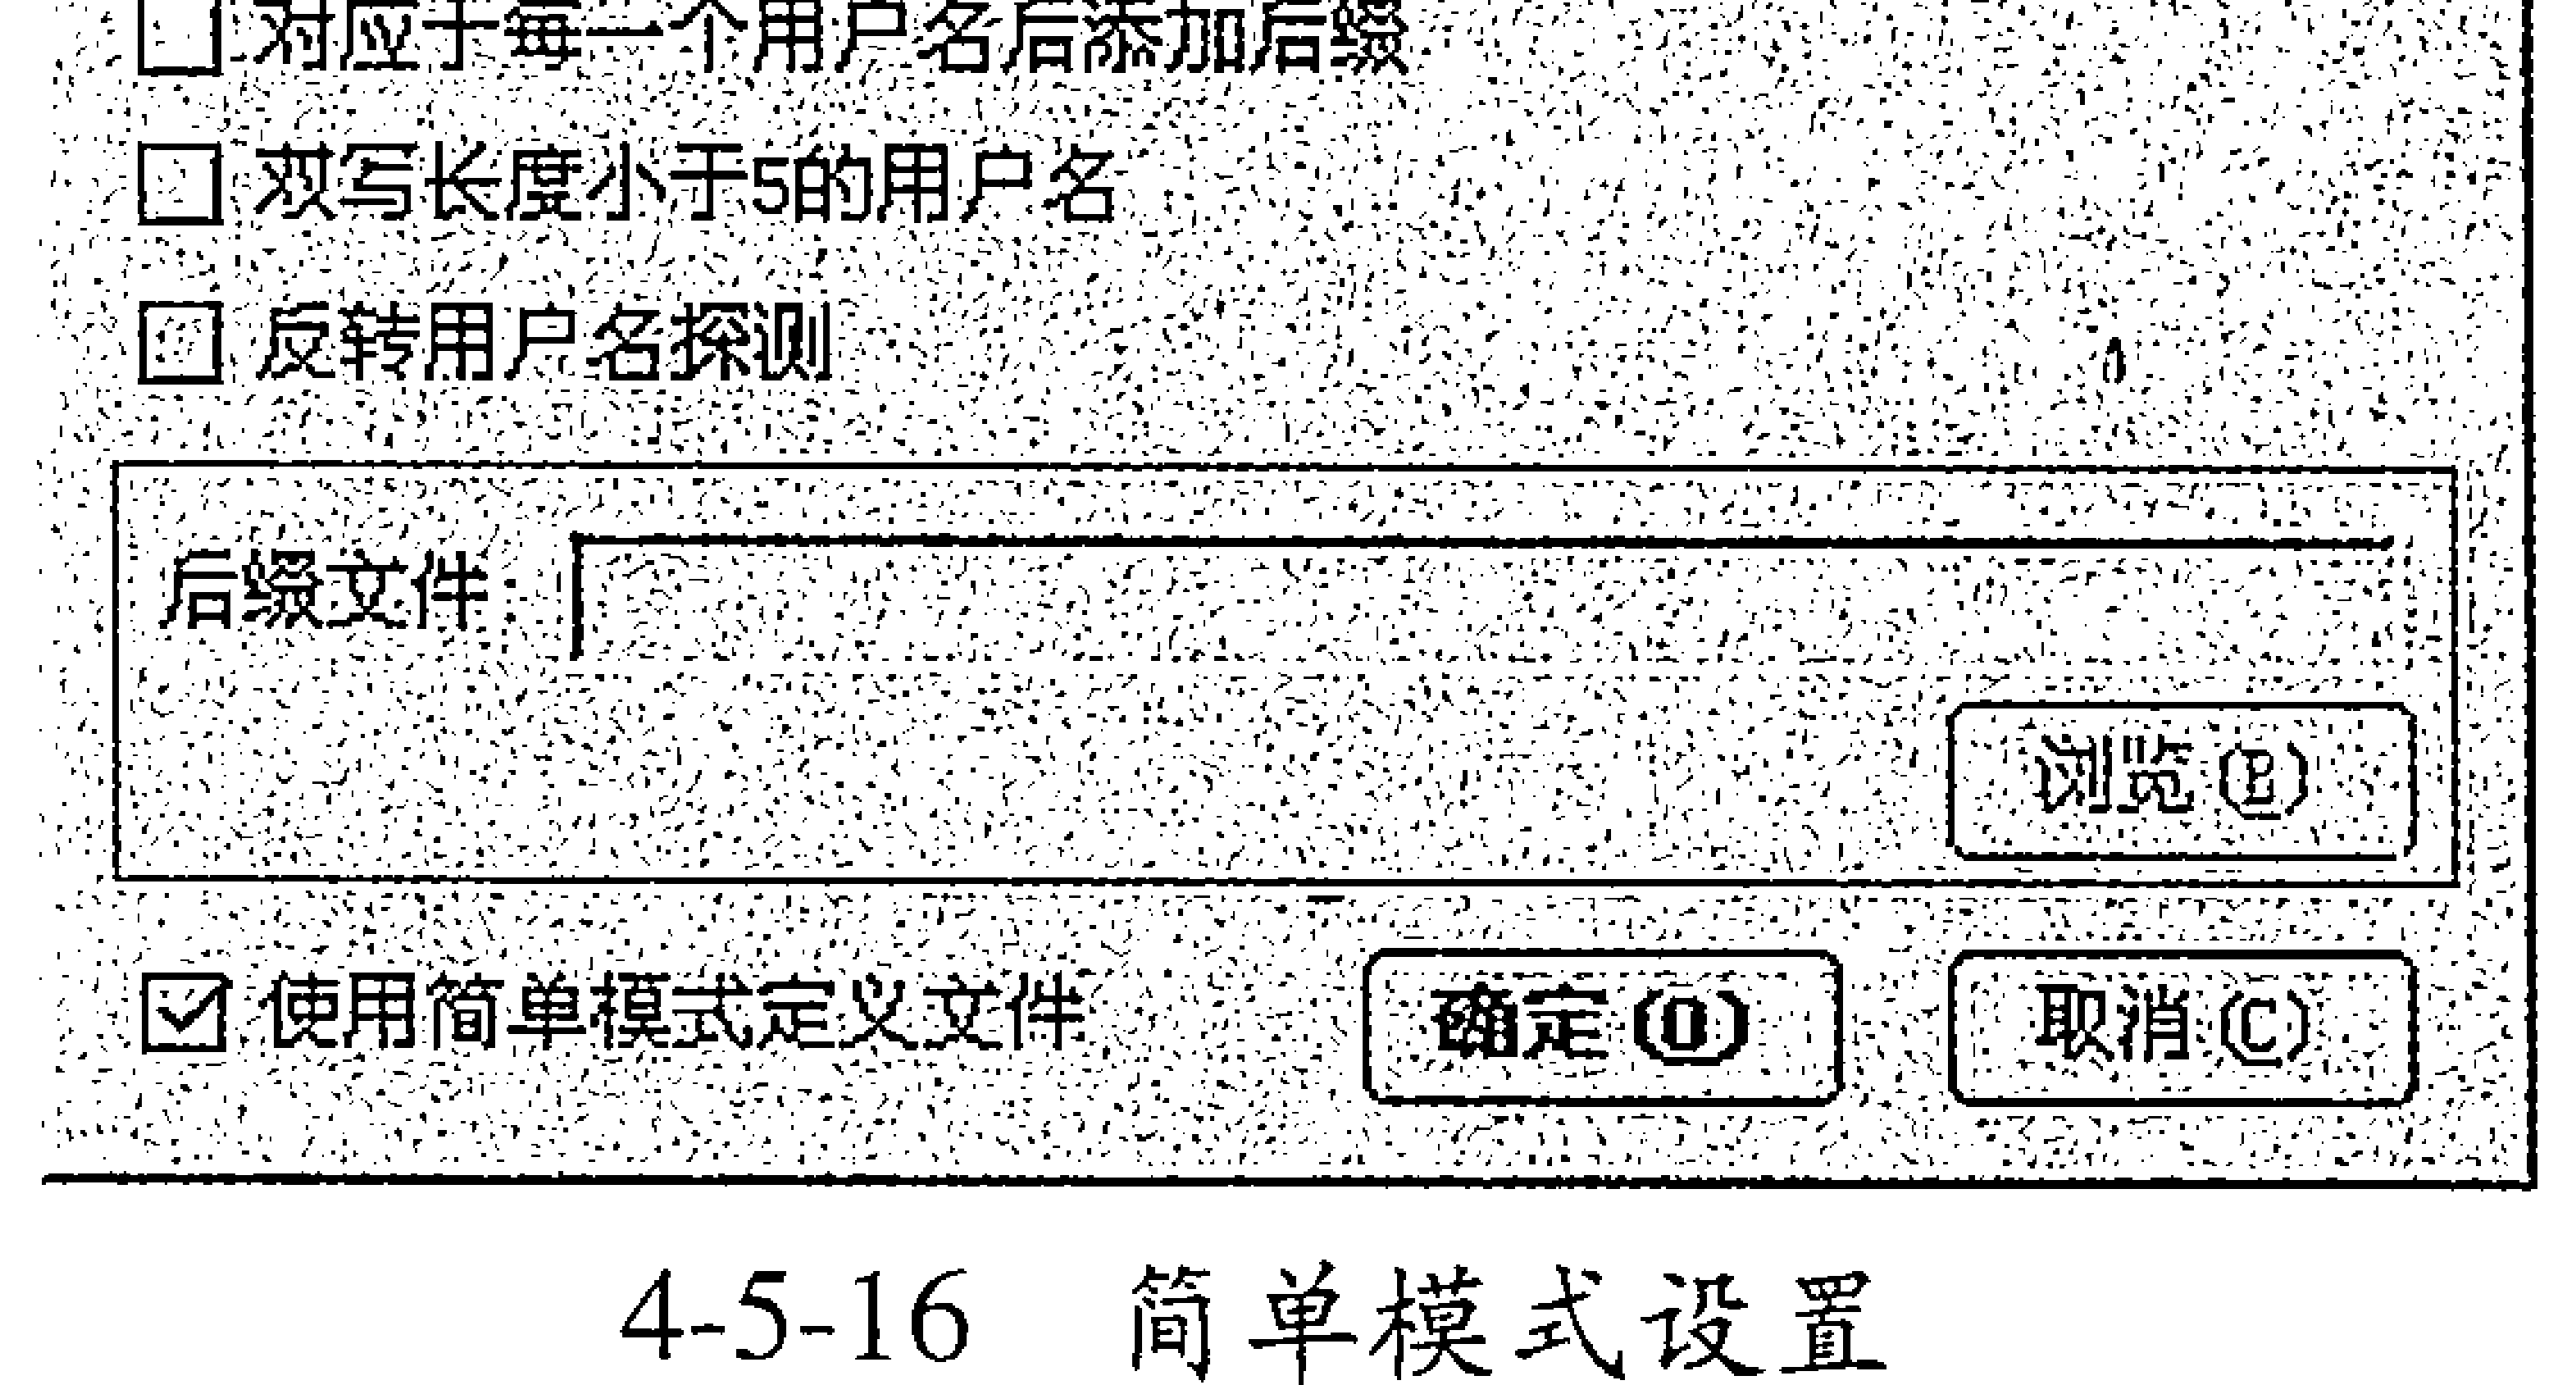 对应于每一个用户名后添加后缀
双写长度小于5的用户名
反转用户名探测
后缀文件
浏览(B)
使用简单模式定义文件 确定(O) 取消(C)
4-5-16 简单模式设置